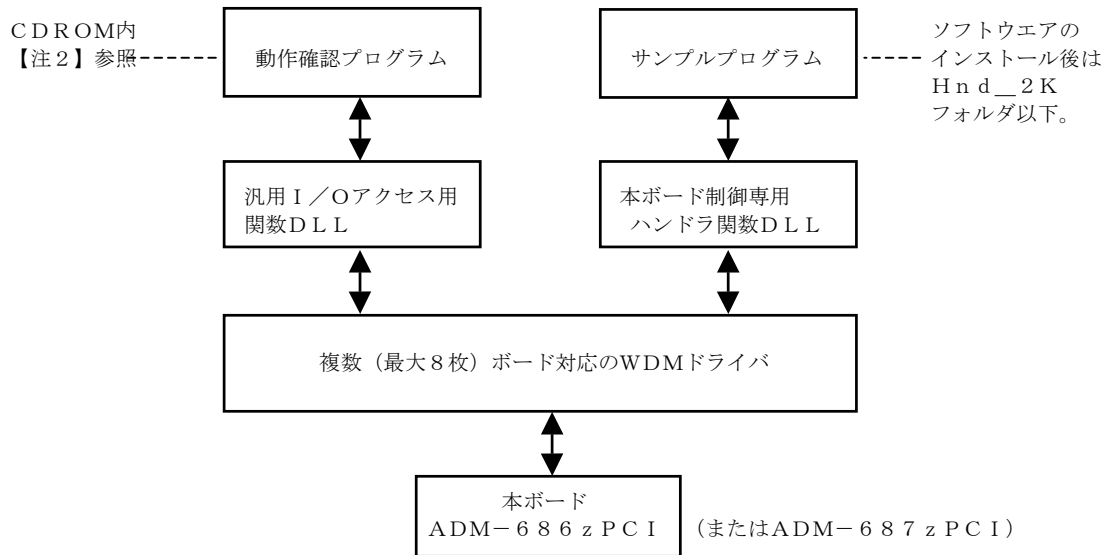 ＣＤＲＯＭ内
【注２】参照
動作確認プログラム
サンプルプログラム
ソフトウエアの
インストール後は
Ｈｎｄ＿２Ｋ
フォルダ以下。
汎用Ｉ／Ｏアクセス用
関数ＤＬＬ
本ボード制御専用
ハンドラ関数ＤＬＬ
複数（最大８枚）ボード対応のＷＤＭドライバ
本ボード
ＡＤＭ－６８６ｚＰＣＩ
（またはＡＤＭ－６８７ｚＰＣＩ）